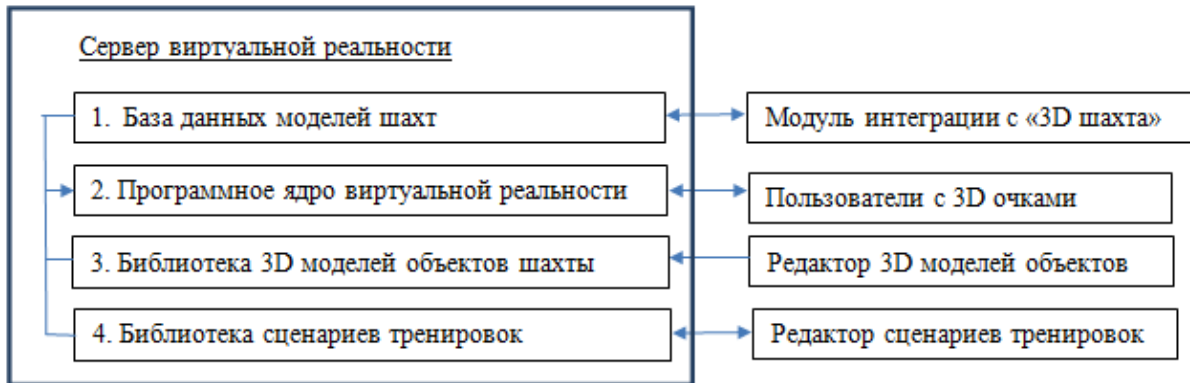 Сервер виртуальной реальности
1. База данных моделей шахт
Модуль интеграции с «3D шахта»
2. Программное ядро виртуальной реальности
Пользователи с 3D очками
3. Библиотека 3D моделей объектов шахты
Редактор 3D моделей объектов
4. Библиотека сценариев тренировок
Редактор сценариев тренировок